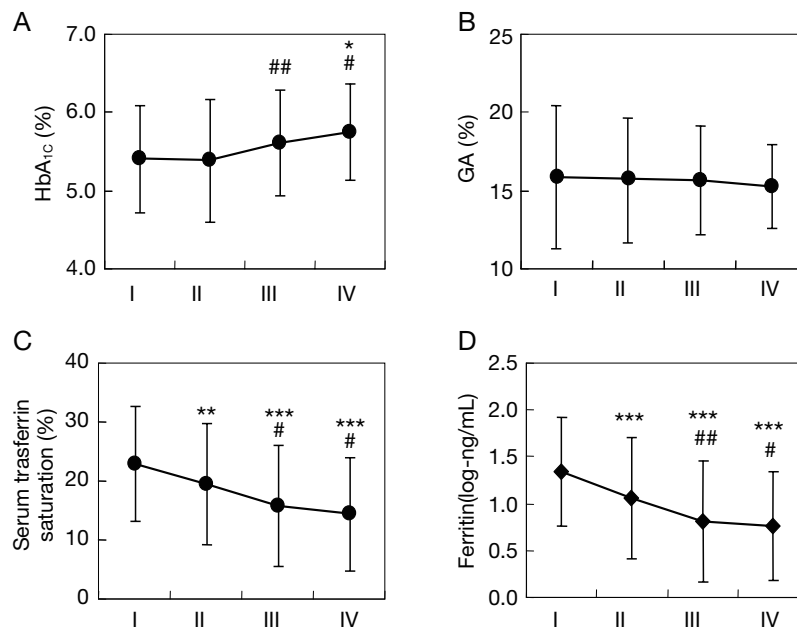 A
HbA1C (%)
7.0
6.0
5.0
4.0
##
*
#
I II III IV
B
GA (%)
25
20
15
10
I II III IV
C
Serum trasferrin
saturation (%)
40
30
20
10
0
**
***
#
***
#
I II III IV
D
Ferritin(log-ng/mL)
2.5
2.0
1.5
1.0
0.5
0.0
***
***
##
***
#
I II III IV